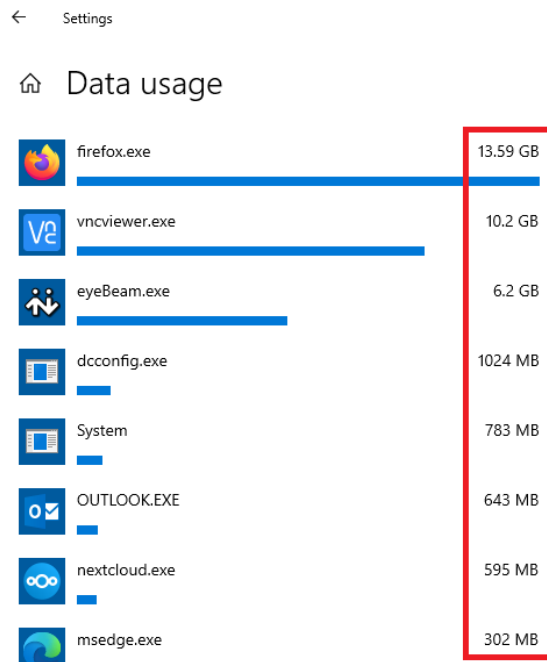 Settings
Data usage
firefox.exe 13.59 GB
vncviewer.exe 10.2 GB
eyeBeam.exe 6.2 GB
dcconfig.exe 1024 MB
System 783 MB
OUTLOOK.EXE 643 MB
nextcloud.exe 595 MB
msedge.exe 302 MB